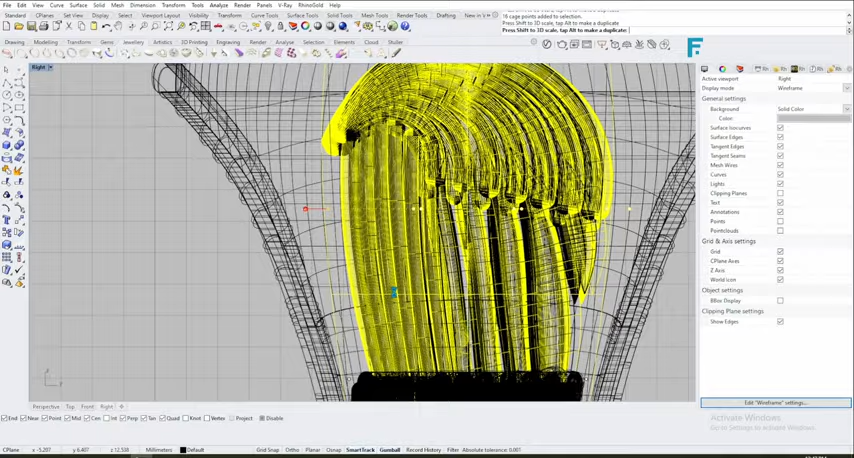 16 cage points added to selection.
Press Shift to 3D scale, tap Alt to make a duplicate
Press Shift to 3D scale, tap Alt to make a duplicate:
File Edit View Curve Surface Solid Mesh Dimension Transform Tools Analyze Render Panels V-Ray RhinoGold Help
Standard CPlanes Set View Display Select Viewport Layout Visibility Transform Curve Tools Surface Tools Solid Tools Mesh Tools Render Tools Drafting New in V
Drawing Modelling Transform Gems Jewellery Artistics 3D Printing Engraving Render Analyse Selection Elements Cloud Studies
Right
Active viewport Right
Display mode Wireframe
General settings
Background Solid Color
Color
Surface Isocurves
Surface Edges
Tangent Edges
Tangent Seams
Mesh Wires
Curves
Lights
Clipping Planes
Text
Annotations
Points
Pointclouds
Grid & Axis settings
Grid
CPlane Axes
Z Axis
World Icon
Object settings
BBox Display
Clipping Plane settings
Show Edges
Edit "Wireframe" settings...
Activate Windows
Go to Settings to activate Windows.
Perspective Top Front Right
End Near Point Mid Cen Int Perp Tan Quad Knot Vertex Project Disable
CPlane x -5.207 y 6.407 z 12.538 Millimeters Default Grid Snap Ortho Planar Osnap SmartTrack Gumball Record History Filter Absolute tolerance: 0.001